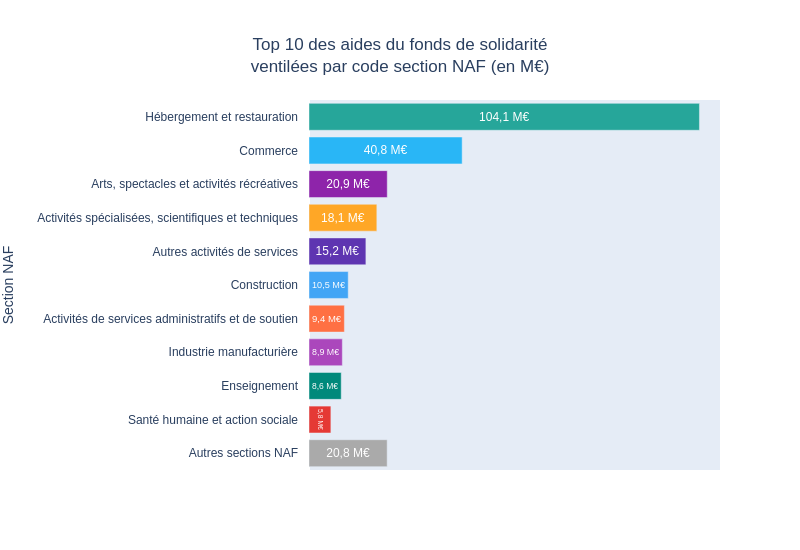 Top 10 des aides du fonds de solidarité
ventilées par code section NAF (en M€)
Section NAF
Hébergement et restauration 104,1 M€
Commerce 40,8 M€
Arts, spectacles et activités récréatives 20,9 M€
Activités spécialisées, scientifiques et techniques 18,1 M€
Autres activités de services 15,2 M€
Construction 10,5 M€
Activités de services administratifs et de soutien 9,4 M€
Industrie manufacturière 8,9 M€
Enseignement 8,6 M€
Santé humaine et action sociale 5,8 M€
Autres sections NAF 20,8 M€